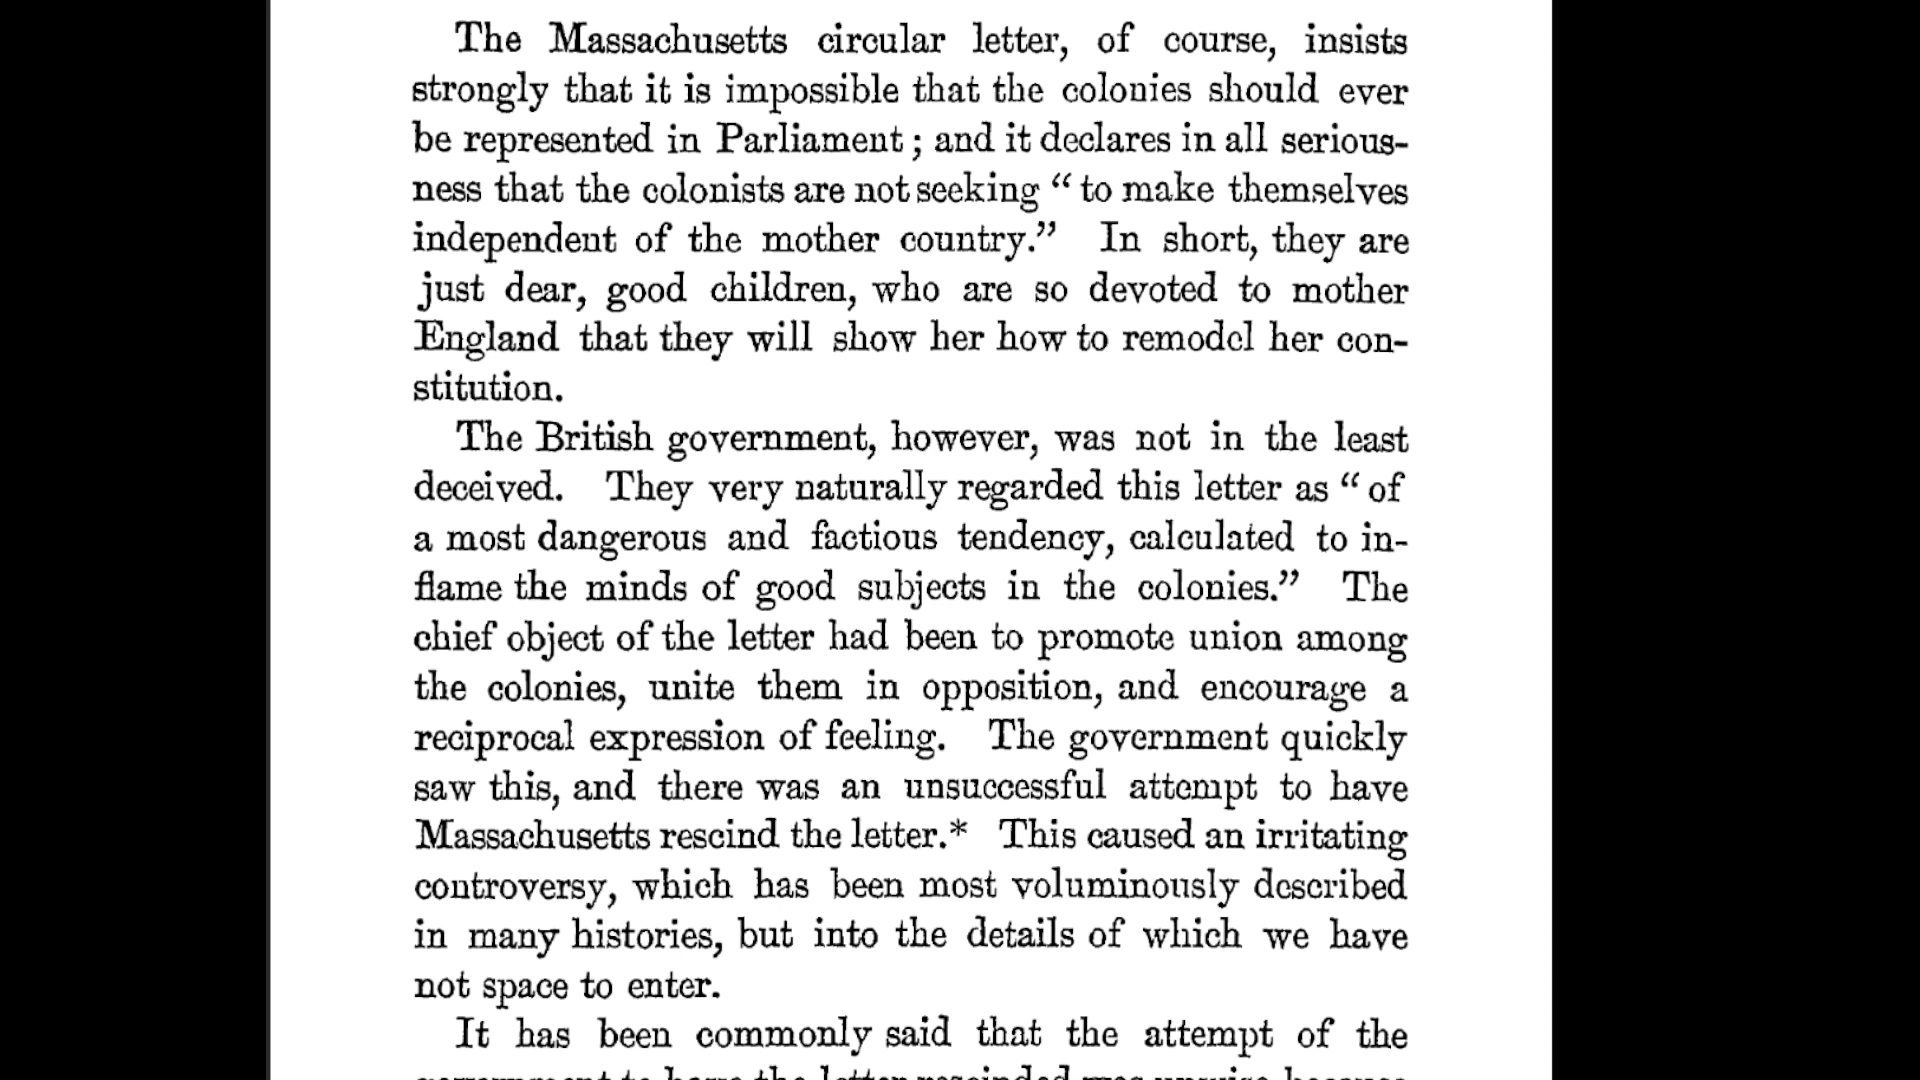 The Massachusetts circular letter, of course, insists
strongly that it is impossible that the colonies should ever
be represented in Parliament; and it declares in all serious-
ness that the colonists are not seeking “to make themselves
independent of the mother country.” In short, they are
just dear, good children, who are so devoted to mother
England that they will show her how to remodel her con-
stitution.
The British government, however, was not in the least
deceived. They very naturally regarded this letter as “of
a most dangerous and factious tendency, calculated to in-
flame the minds of good subjects in the colonies.” The
chief object of the letter had been to promote union among
the colonies, unite them in opposition, and encourage a
reciprocal expression of feeling. The government quickly
saw this, and there was an unsuccessful attempt to have
Massachusetts rescind the letter.* This caused an irritating
controversy, which has been most voluminously described
in many histories, but into the details of which we have
not space to enter.
It has been commonly said that the attempt of the
government to have the letter rescinded was unwise because